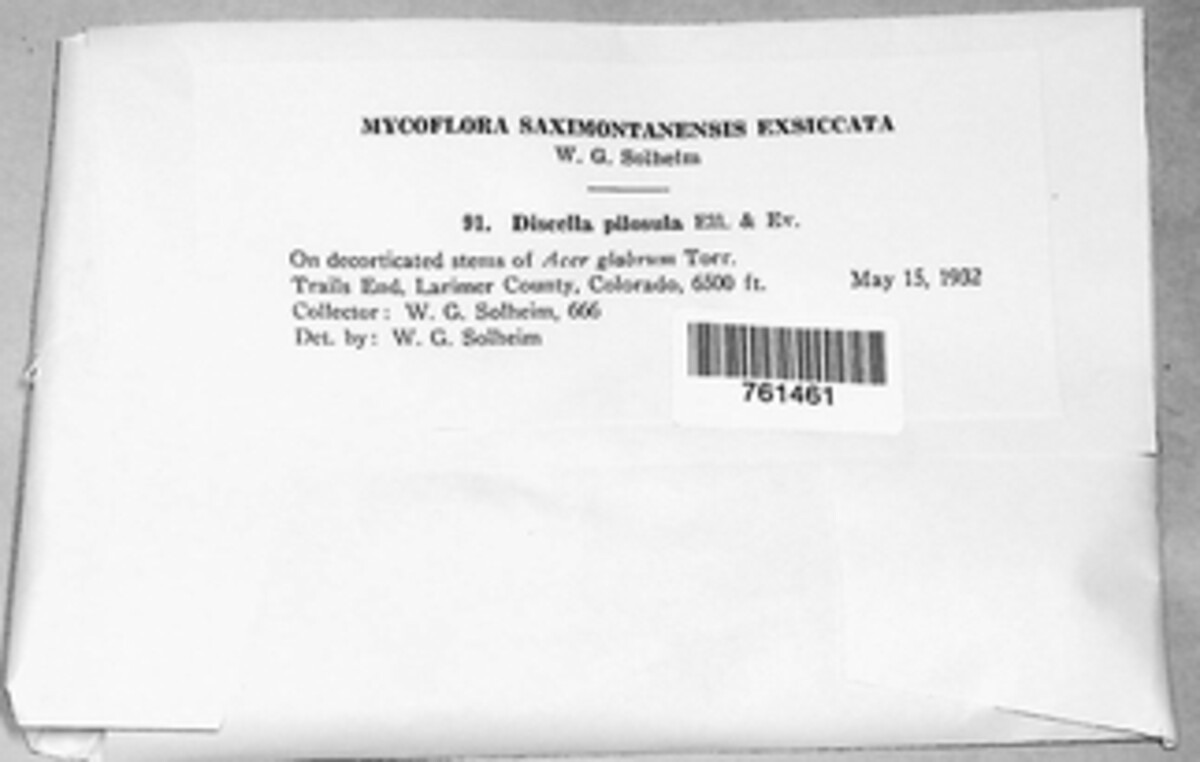 MYCOFLORA SAXIMONTANENSIS EXSICCATA
W. G. Solheim
91. Discella pilosula Ell. & Ev.
On decorticated stems of Acer glabrum Torr.
Trails End, Larimer County, Colorado, 6500 ft. May 15, 1932
Collector: W. G. Solheim, 666
Det. by: W. G. Solheim
761461